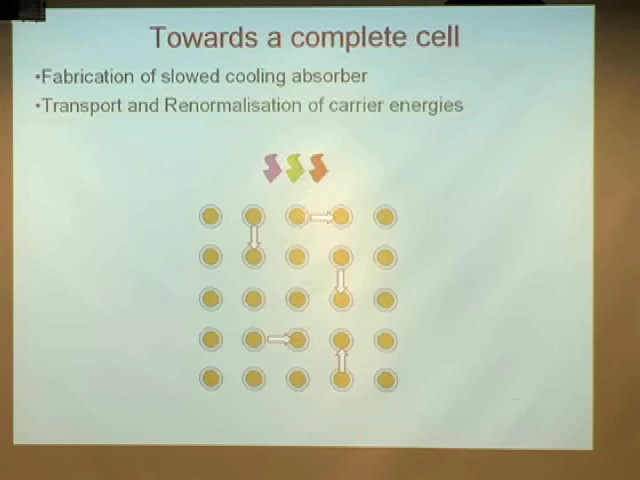 Towards a complete cell
•Fabrication of slowed cooling absorber
•Transport and Renormalisation of carrier energies